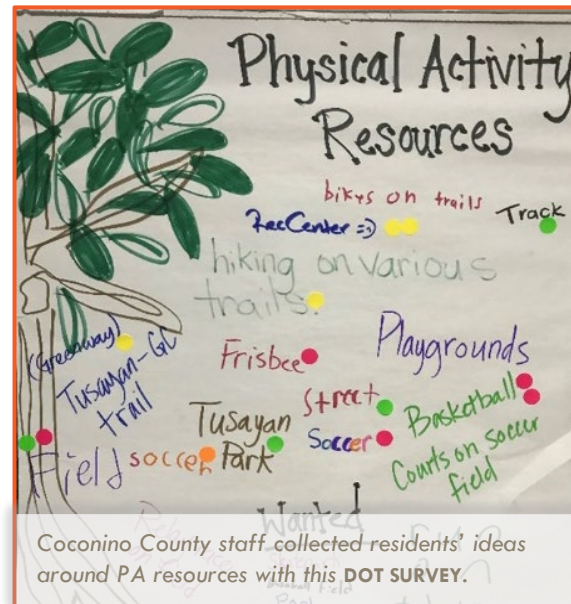 Physical Activity
Resources
bikes on trails
RecCenter =)
Track
hiking on various
trails
(Greenway)
Tusayan-GC
trail
Frisbee
Playgrounds
Street
Soccer
Basketball
Courts on soccer
field
Tusayan
Park
Field
soccer
Wanted
Coconino County staff collected residents' ideas
around PA resources with this DOT SURVEY.